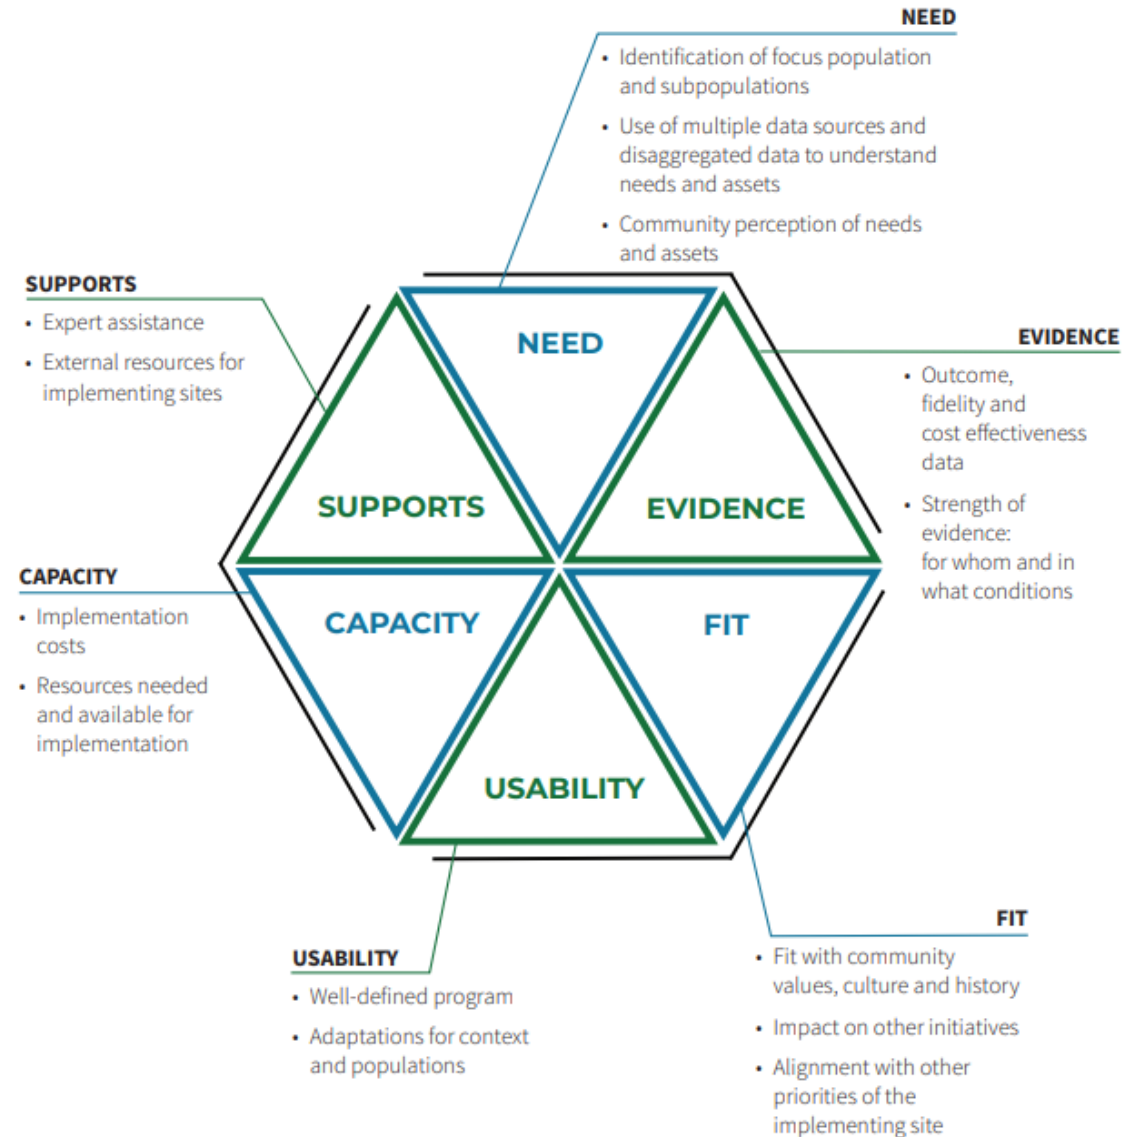 NEED
• Identification of focus population
and subpopulations
• Use of multiple data sources and
disaggregated data to understand
needs and assets
• Community perception of needs
and assets
SUPPORTS
• Expert assistance
• External resources for
implementing sites
EVIDENCE
• Outcome,
fidelity and
cost effectiveness
data
• Strength of
evidence:
for whom and in
what conditions
NEED
SUPPORTS
EVIDENCE
CAPACITY
FIT
USABILITY
CAPACITY
• Implementation
costs
• Resources needed
and available for
implementation
USABILITY
• Well-defined program
• Adaptations for context
and populations
FIT
• Fit with community
values, culture and history
• Impact on other initiatives
• Alignment with other
priorities of the
implementing site